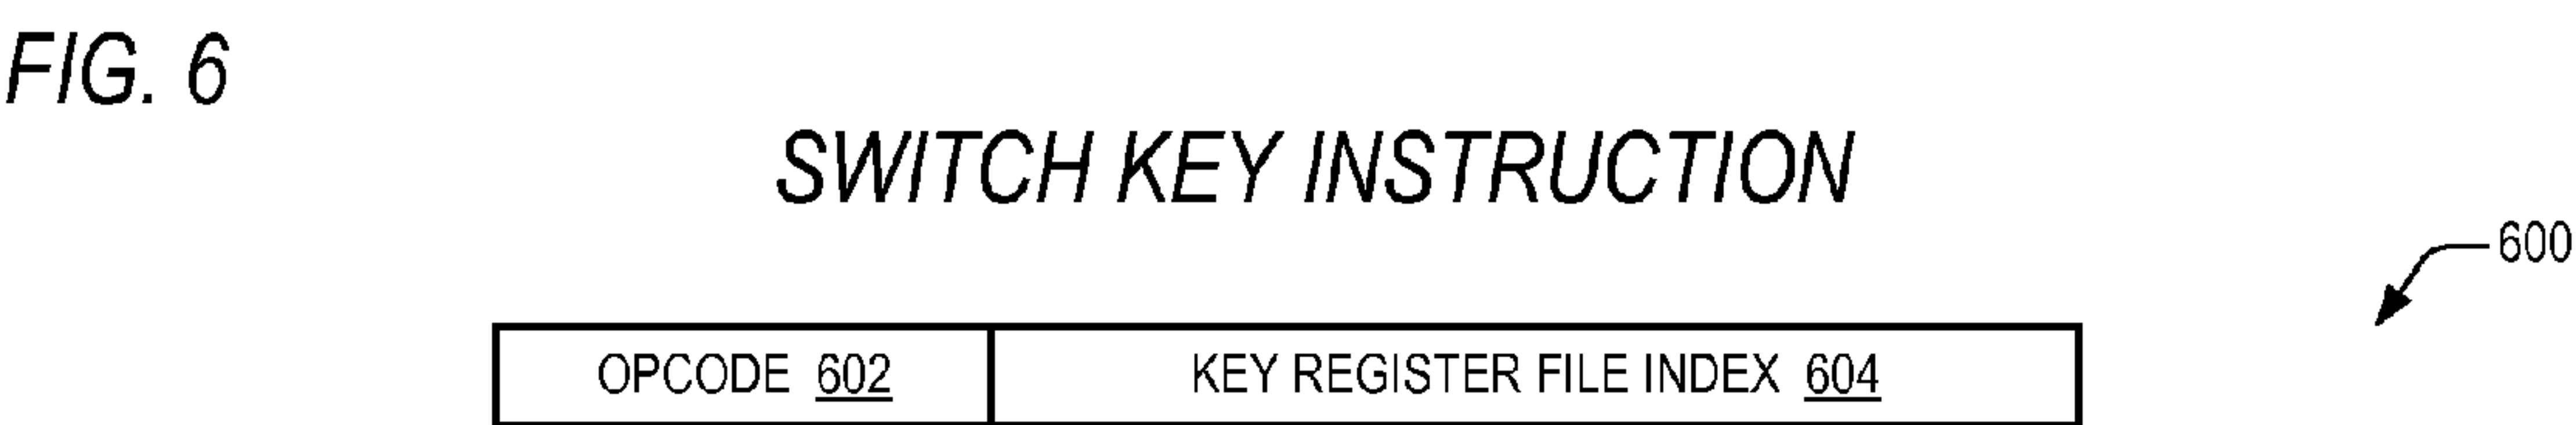 FIG. 6
SWITCH KEY INSTRUCTION
600
OPCODE 602 KEY REGISTER FILE INDEX 604